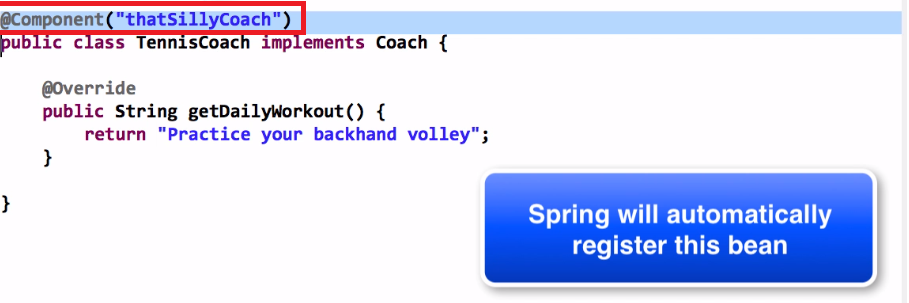 @Component("thatSillyCoach")
public class TennisCoach implements Coach {
@Override
public String getDailyWorkout() {
return "Practice your backhand volley";
}
}
Spring will automatically
register this bean